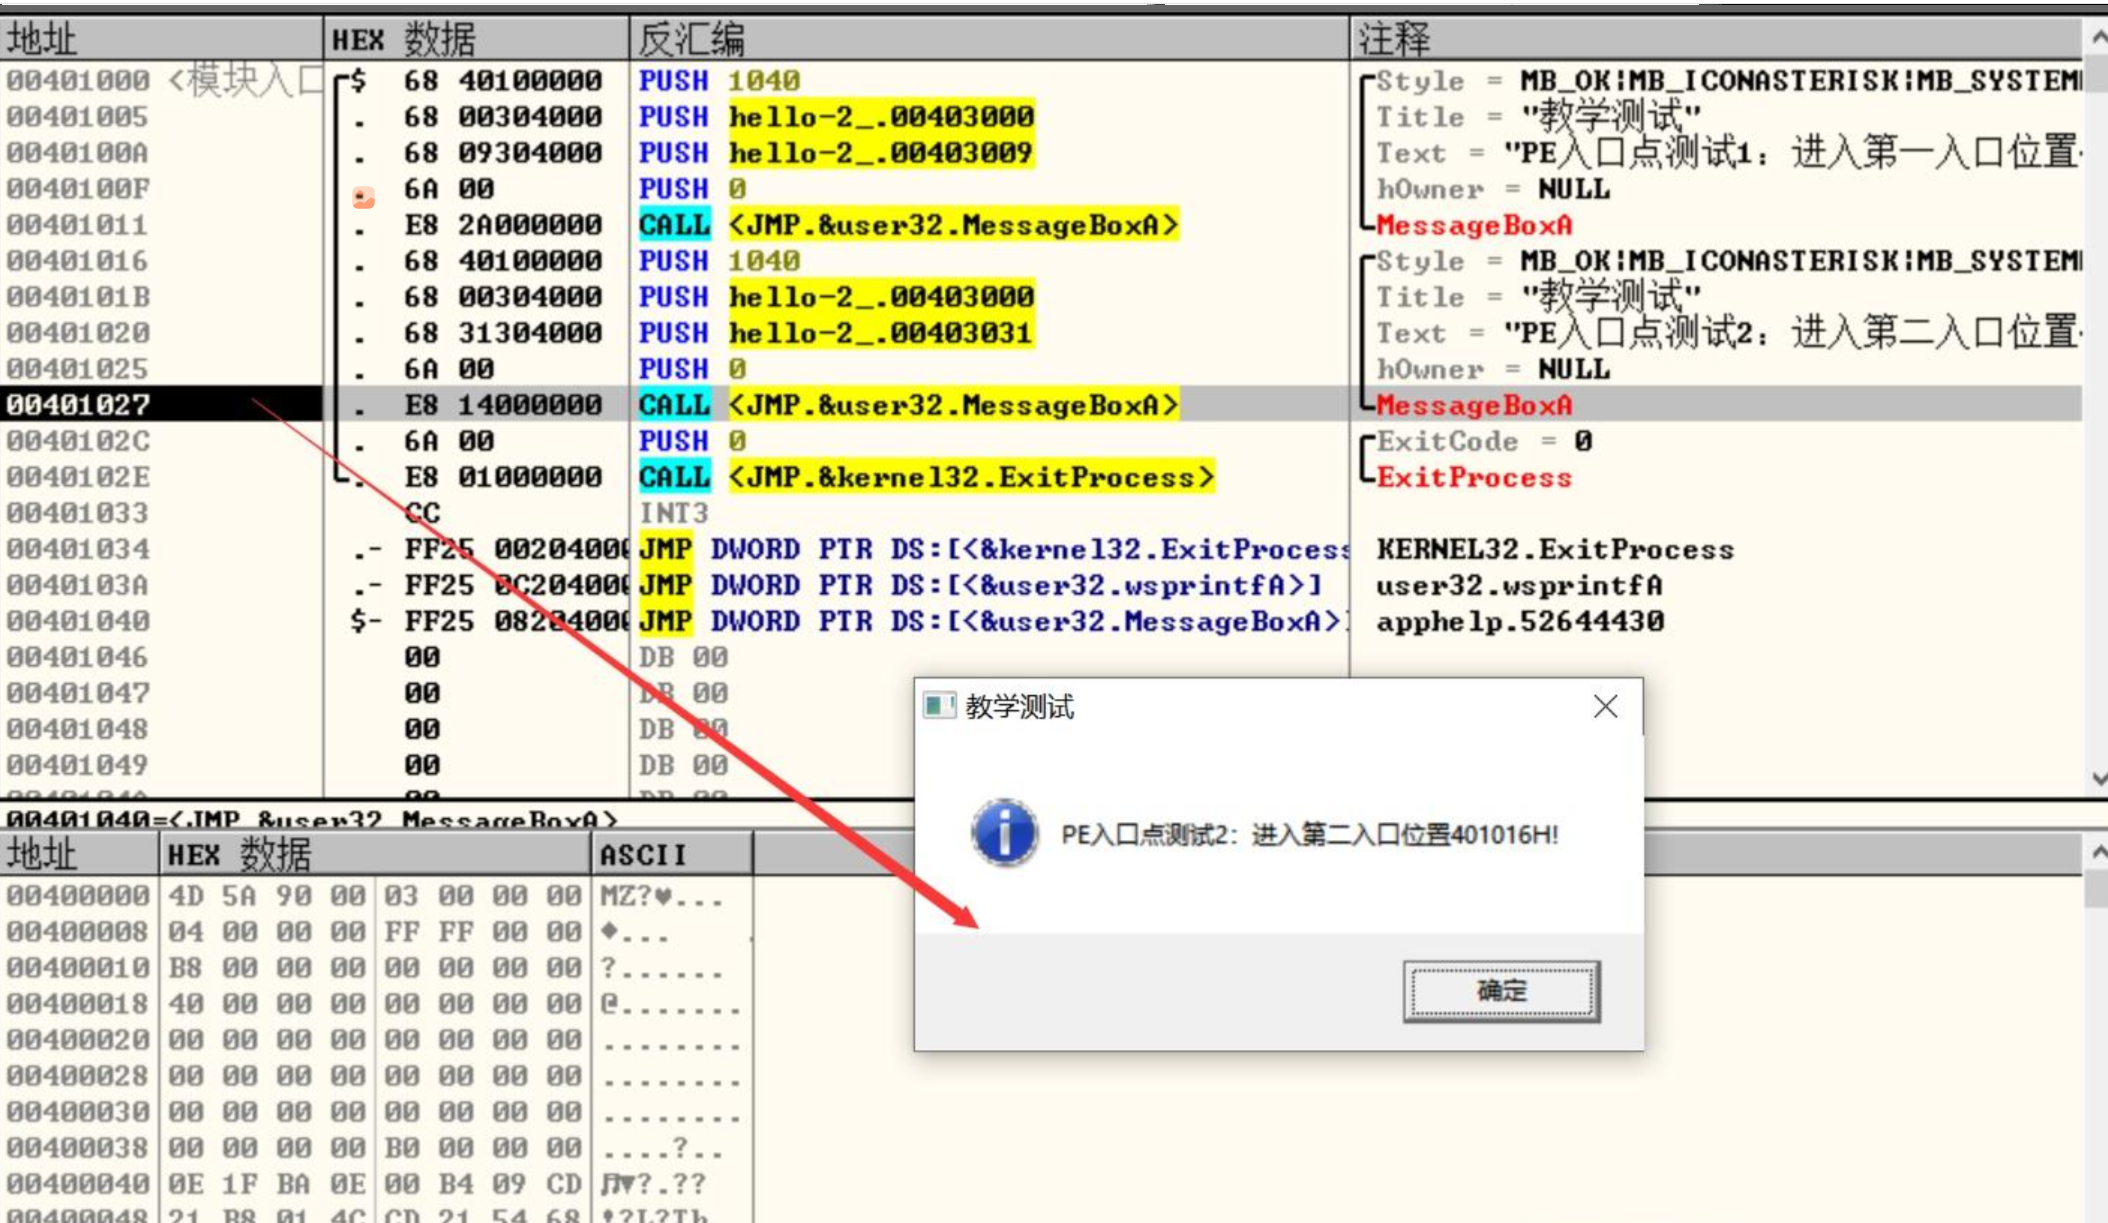 地址 HEX 数据 反汇编 注释
00401000 <模块入口 $ 68 40100000 PUSH 1040 Style = MB_OK|MB_ICONASTERISK|MB_SYSTEM
00401005 . 68 00304000 PUSH hello-2_.00403000 Title = "教学测试"
0040100A . 68 09304000 PUSH hello-2_.00403009 Text = "PE入口点测试1：进入第一入口位置
0040100F . 6A 00 PUSH 0 hOwner = NULL
00401011 . E8 2A000000 CALL <JMP.&user32.MessageBoxA> MessageBoxA
00401016 . 68 40100000 PUSH 1040 Style = MB_OK|MB_ICONASTERISK|MB_SYSTEM
0040101B . 68 00304000 PUSH hello-2_.00403000 Title = "教学测试"
00401020 . 68 31304000 PUSH hello-2_.00403031 Text = "PE入口点测试2：进入第二入口位置
00401025 . 6A 00 PUSH 0 hOwner = NULL
00401027 . E8 14000000 CALL <JMP.&user32.MessageBoxA> MessageBoxA
0040102C . 6A 00 PUSH 0 ExitCode = 0
0040102E . E8 01000000 CALL <JMP.&kernel32.ExitProcess> ExitProcess
00401033 CC INT3
00401034 .- FF25 00204000 JMP DWORD PTR DS:[<&kernel32.ExitProcess KERNEL32.ExitProcess
0040103A .- FF25 0C204000 JMP DWORD PTR DS:[<&user32.wsprintfA>] user32.wsprintfA
00401040 $- FF25 08204000 JMP DWORD PTR DS:[<&user32.MessageBoxA>] apphelp.52644430
00401046 00 DB 00
00401047 00 DB 00
00401048 00 DB 00
00401049 00 DB 00
00401040=<JMP.&user32.MessageBoxA>
教学测试
PE入口点测试2：进入第二入口位置401016H!
确定
地址 HEX 数据 ASCII
00400000 4D 5A 90 00 03 00 00 00 MZ?♥...
00400008 04 00 00 00 FF FF 00 00 ♦...
00400010 B8 00 00 00 00 00 00 00 ?......
00400018 40 00 00 00 00 00 00 00 @.......
00400020 00 00 00 00 00 00 00 00 ........
00400028 00 00 00 00 00 00 00 00 ........
00400030 00 00 00 00 00 00 00 00 ........
00400038 00 00 00 00 B0 00 00 00 ....?..
00400040 0E 1F BA 0E 00 B4 09 CD ♫▼?.??
00400048 21 B8 01 4C CD 21 54 68 !?L?Th